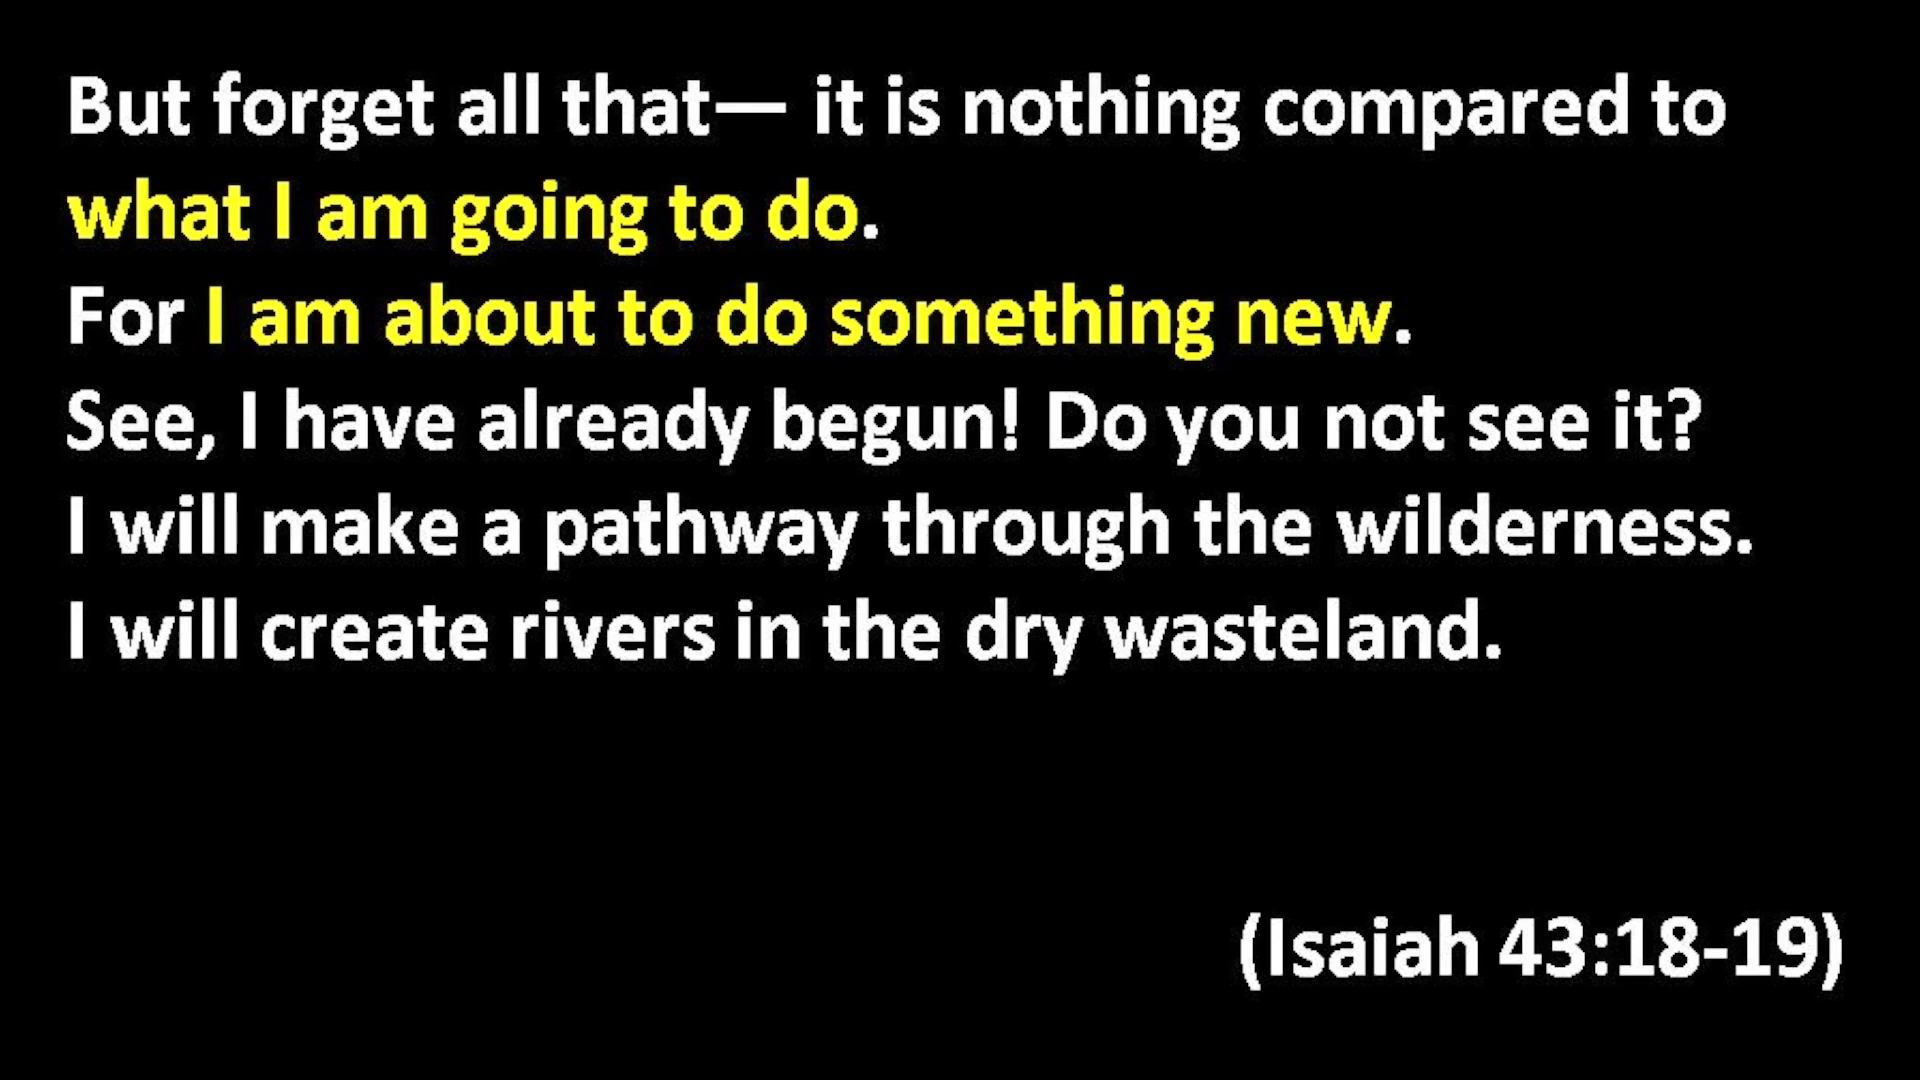 But forget all that— it is nothing compared to
what I am going to do.
For I am about to do something new.
See, I have already begun! Do you not see it?
I will make a pathway through the wilderness.
I will create rivers in the dry wasteland.
(Isaiah 43:18-19)